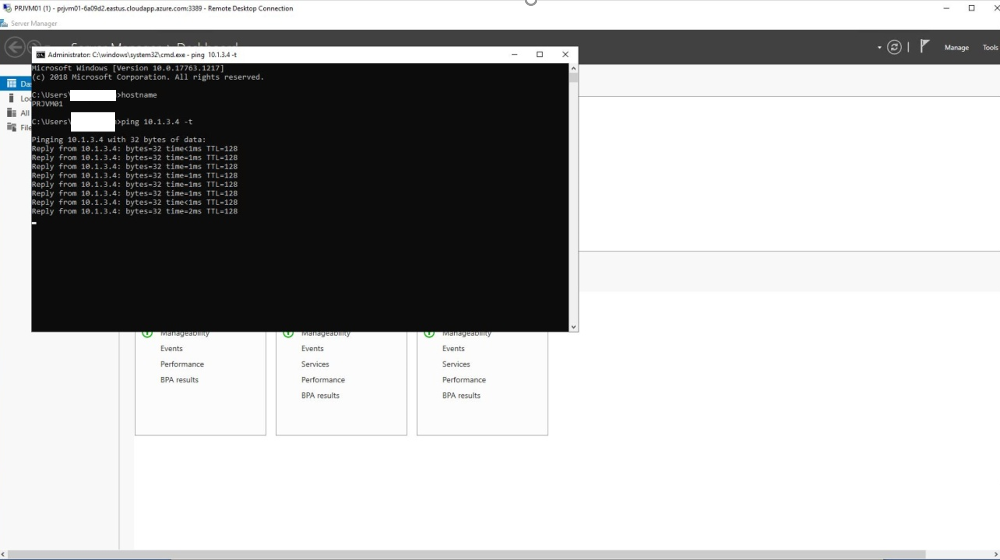 PRJVM01 (1) - prjvm01-6a09d2.eastus.cloudapp.azure.com:3389 - Remote Desktop Connection
Server Manager
Server Manager Dashboard
Manage Tools
Administrator: C:\windows\system32\cmd.exe - ping 10.1.3.4 -t
Microsoft Windows [Version 10.0.17763.1217]
(c) 2018 Microsoft Corporation. All rights reserved.
C:\Users\ >hostname
PRJVM01
C:\Users\ >ping 10.1.3.4 -t
Pinging 10.1.3.4 with 32 bytes of data:
Reply from 10.1.3.4: bytes=32 time<1ms TTL=128
Reply from 10.1.3.4: bytes=32 time=1ms TTL=128
Reply from 10.1.3.4: bytes=32 time=1ms TTL=128
Reply from 10.1.3.4: bytes=32 time=1ms TTL=128
Reply from 10.1.3.4: bytes=32 time=1ms TTL=128
Reply from 10.1.3.4: bytes=32 time=1ms TTL=128
Reply from 10.1.3.4: bytes=32 time<1ms TTL=128
Reply from 10.1.3.4: bytes=32 time=2ms TTL=128
Das
Loc
All
File
Manageability
Events
Performance
BPA results
Manageability
Events
Services
Performance
BPA results
Manageability
Events
Services
Performance
BPA results